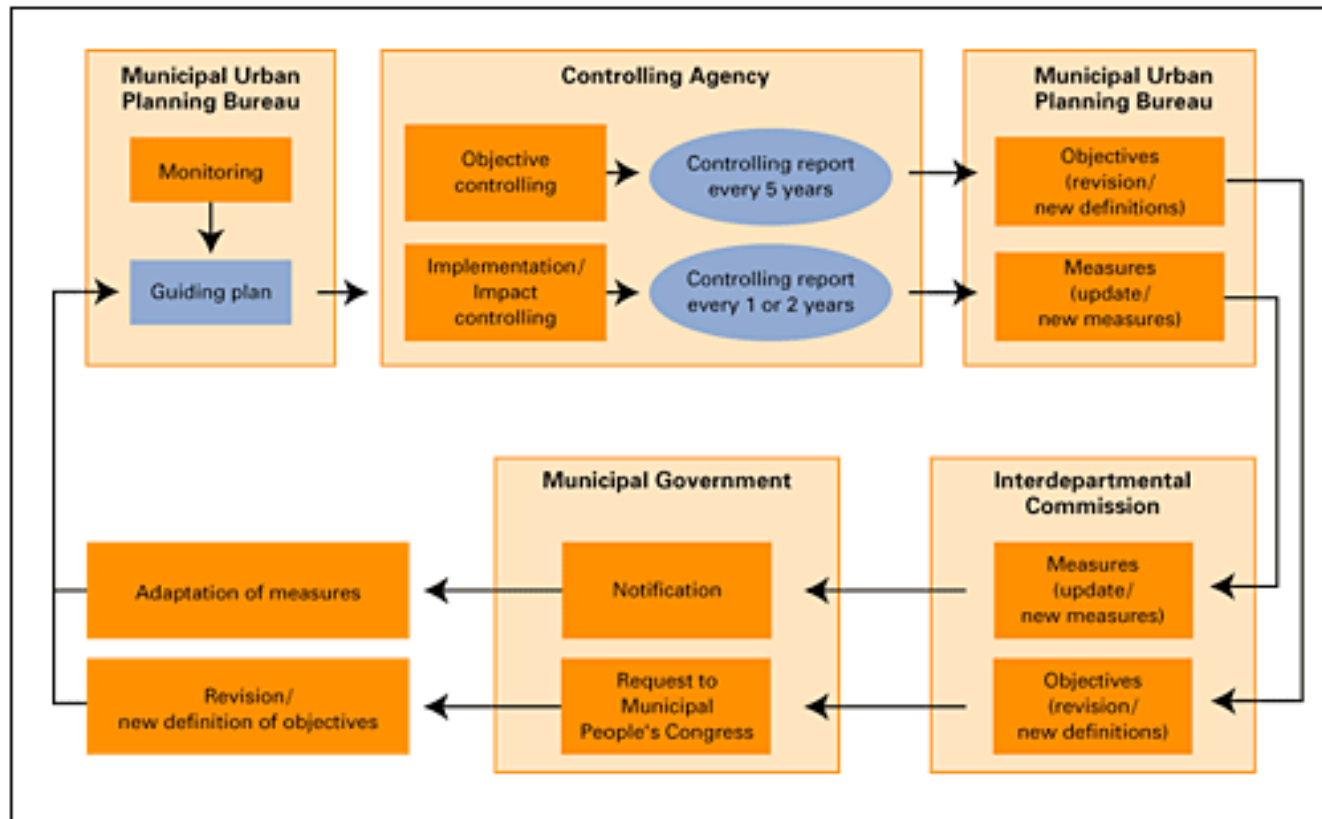 Municipal Urban
Planning Bureau
Monitoring
Guiding plan
Controlling Agency
Objective
controlling
Controlling report
every 5 years
Implementation/
Impact
controlling
Controlling report
every 1 or 2 years
Municipal Urban
Planning Bureau
Objectives
(revision/
new definitions)
Measures
(update/
new measures)
Interdepartmental
Commission
Measures
(update/
new measures)
Objectives
(revision/
new definitions)
Municipal Government
Notification
Request to
Municipal
People's Congress
Adaptation of measures
Revision/
new definition of objectives